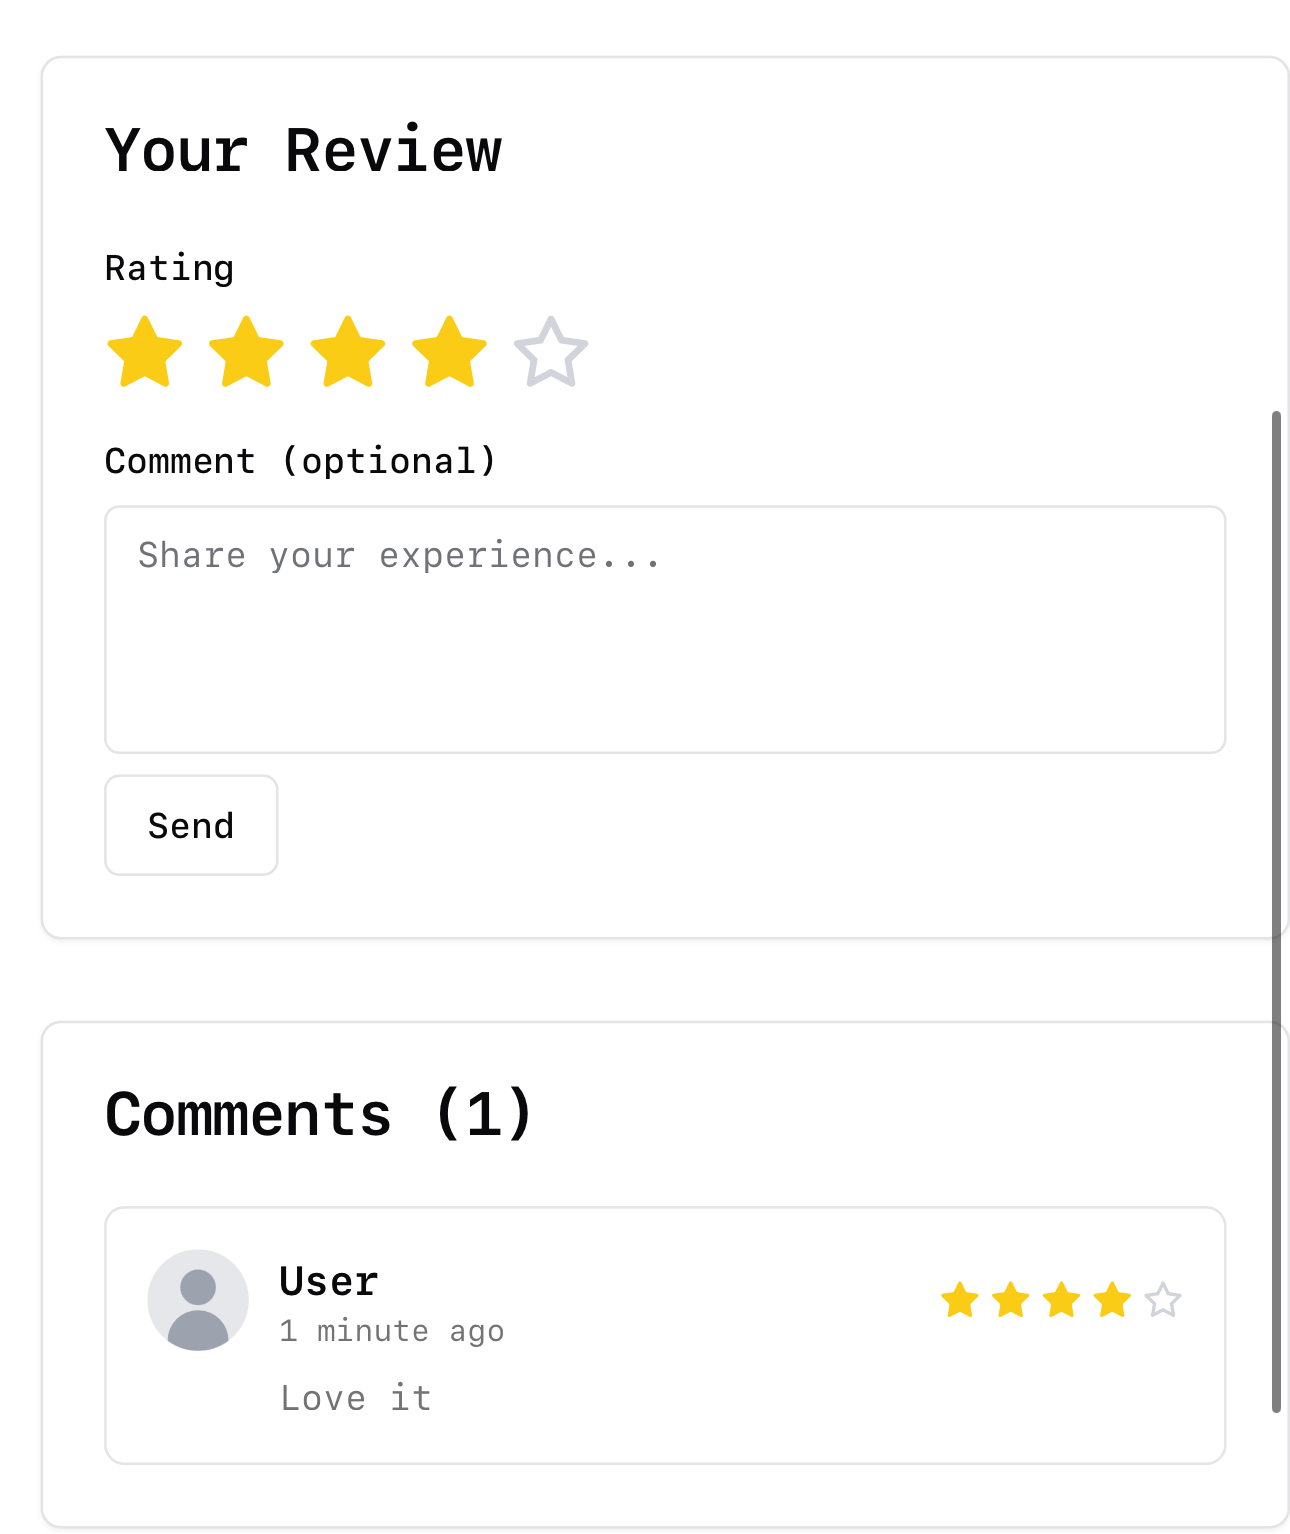 Your Review
Rating
Comment (optional)
Share your experience...
Send
Comments (1)
User
1 minute ago
Love it